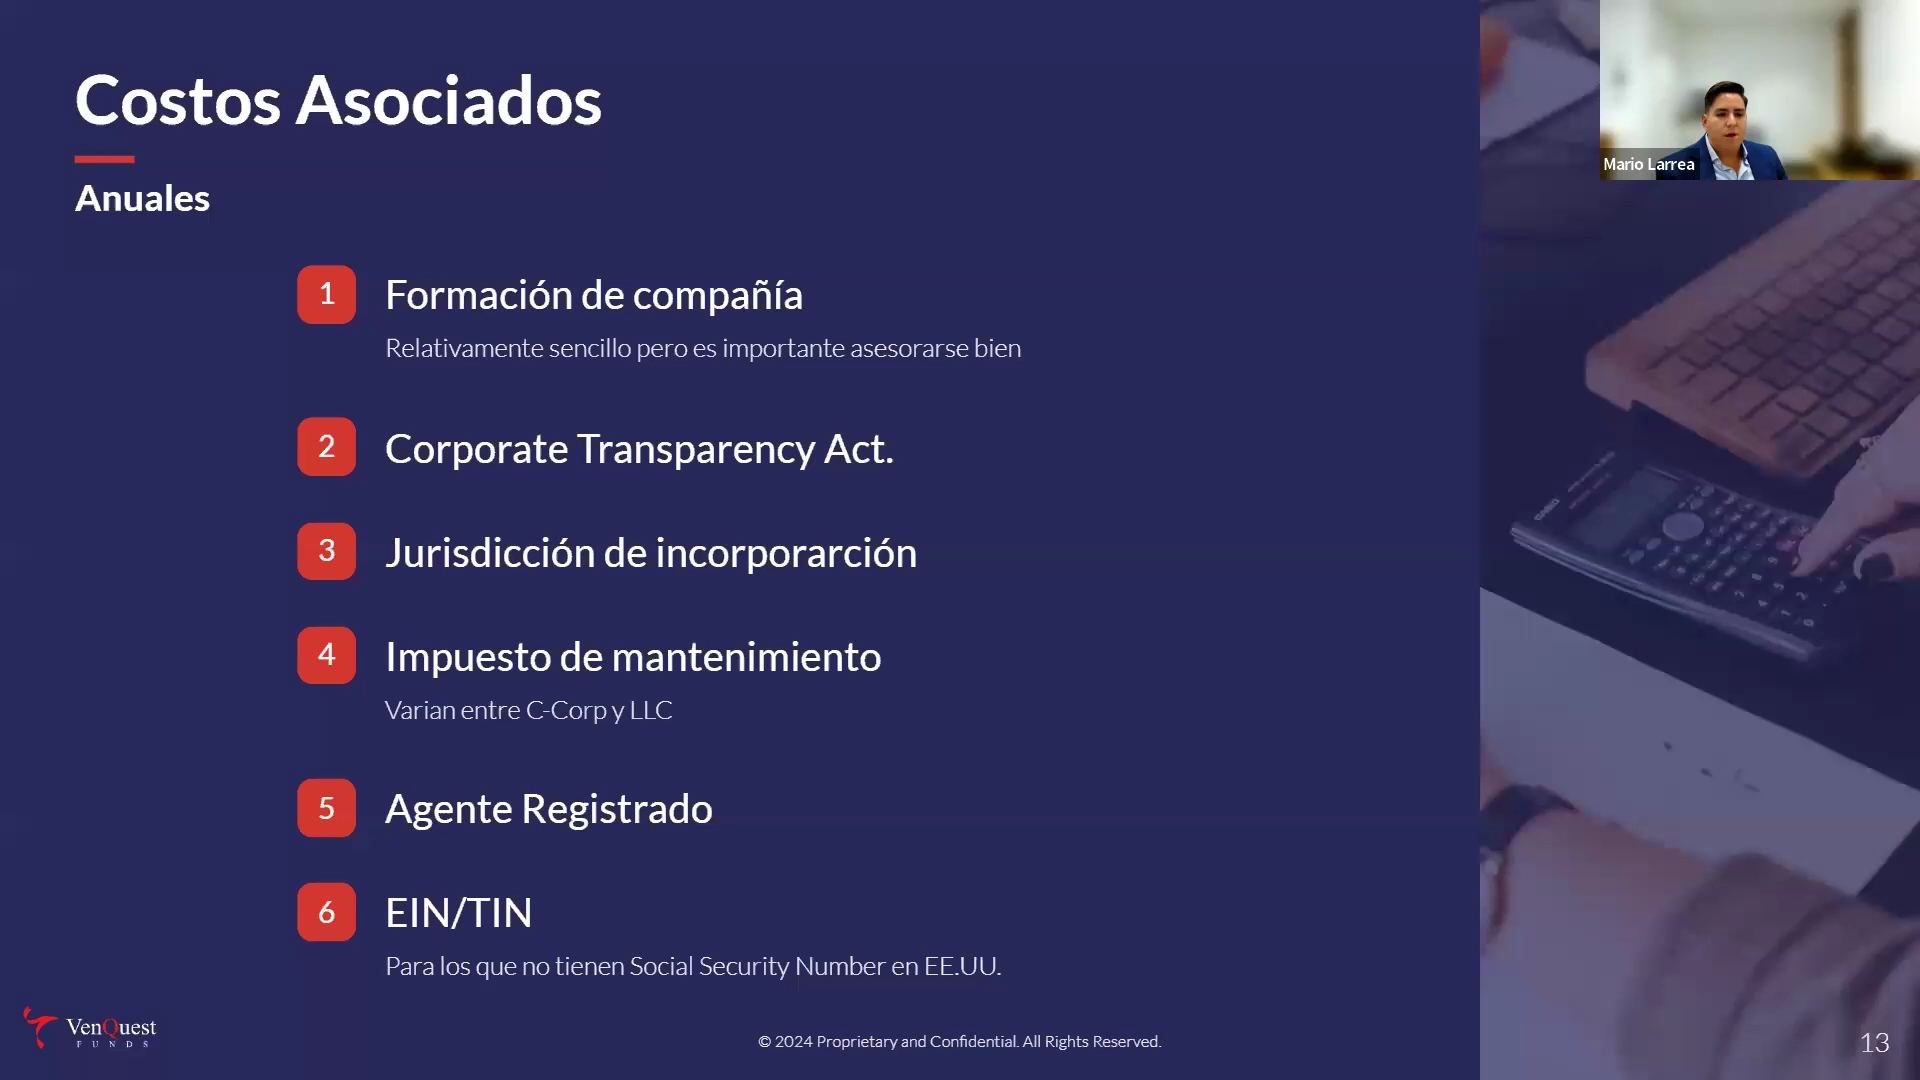 Costos Asociados
Anuales
Mario Larrea
1 Formación de compañía
Relativamente sencillo pero es importante asesorarse bien
2 Corporate Transparency Act.
3 Jurisdicción de incorporarción
4 Impuesto de mantenimiento
Varian entre C-Corp y LLC
5 Agente Registrado
6 EIN/TIN
Para los que no tienen Social Security Number en EE.UU.
VenQuest
FUNDS
© 2024 Proprietary and Confidential. All Rights Reserved.
13